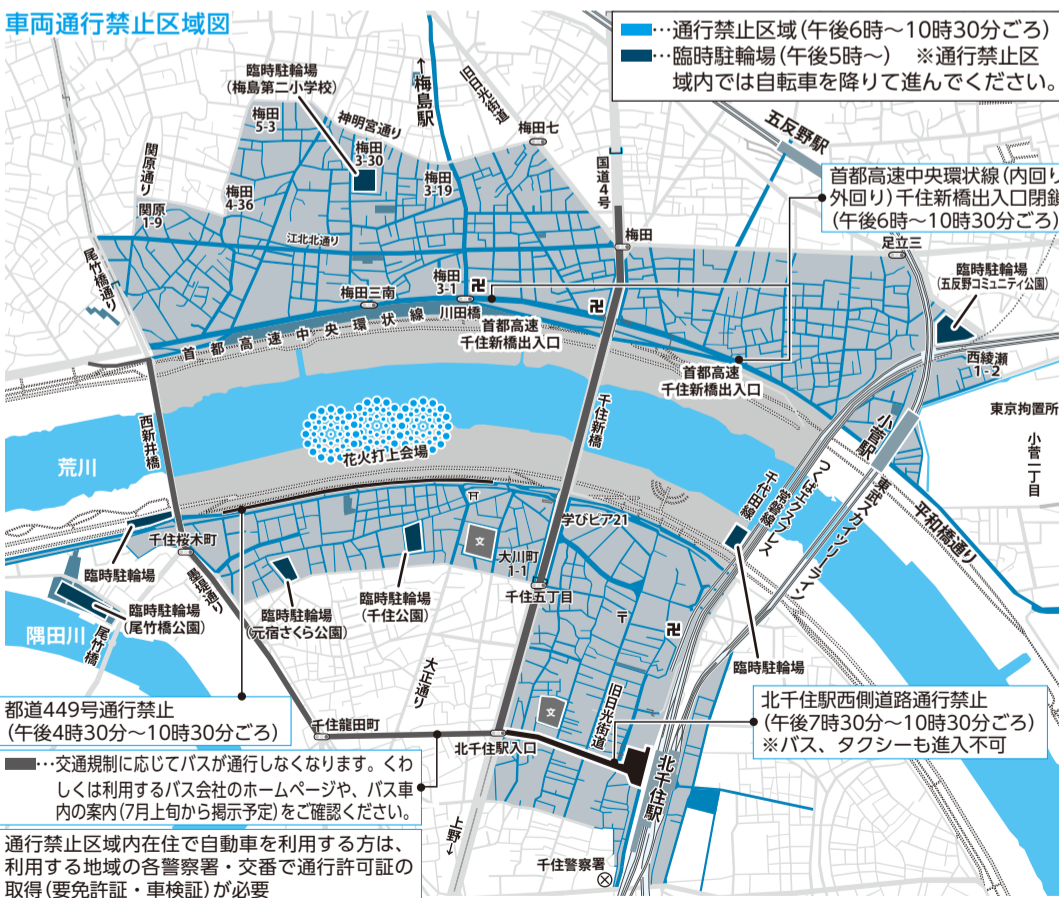 車両通行禁止区域図
…通行禁止区域(午後6時～10時30分ごろ)
…臨時駐輪場(午後5時～) ※通行禁止区
域内では自転車を降りて進んでください。
臨時駐輪場
(梅島第二小学校)
↑梅島駅
旧日光街道
梅田
5-3
神明宮通り
梅田七
国道4号
五反野駅
関原通り
梅田
3-30
梅田
4-36
梅田
3-19
関原
1-9
首都高速中央環状線(内回り
外回り)千住新橋出入口閉鎖
(午後6時～10時30分ごろ)
江北北通り
梅田
足立三
尾竹橋通り
臨時駐輪場
(五反野コミュニティ公園)
梅田三南
梅田
3-1
川田橋
首都高速中央環状線
首都高速
千住新橋出入口
首都高速
千住新橋出入口
西綾瀬
1-2
東京拘置所
小菅駅
小菅一丁目
西新井橋
千住新橋
荒川
花火打上会場
つくばエクスプレス
常磐線
千代田線
東武スカイツリーライン
平和橋通り
学びピア21
千住桜木町
文
大川町
1-1
千住五丁目
臨時駐輪場
墨堤通り
臨時駐輪場
(尾竹橋公園)
臨時駐輪場
(元宿さくら公園)
臨時駐輪場
(千住公園)
隅田川
尾竹橋
臨時駐輪場
大正通り
文
旧日光街道
都道449号通行禁止
(午後4時30分～10時30分ごろ)
北千住駅西側道路通行禁止
(午後7時30分～10時30分ごろ)
※バス、タクシーも進入不可
千住龍田町
北千住駅入口
北千住駅
…交通規制に応じてバスが通行しなくなります。くわ
しくは利用するバス会社のホームページや、バス車
内の案内(7月上旬から掲示予定)をご確認ください。
上野↓
千住警察署
通行禁止区域内在住で自動車を利用する方は、
利用する地域の各警察署・交番で通行許可証の
取得(要免許証・車検証)が必要